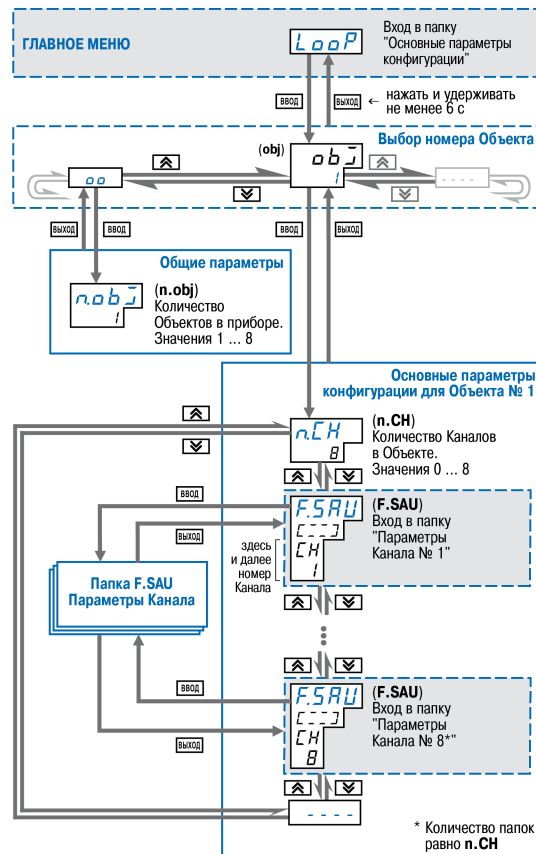 ГЛАВНОЕ МЕНЮ
LooP
Вход в папку
"Основные параметры
конфигурации"
ввод
выход
← нажать и удерживать
не менее 6 с
Выбор номера Объекта
(obj)
obJ
1
oo
- - - -
выход
ввод
ввод
выход
Общие параметры
n.obJ
1
(n.obj)
Количество
Объектов в приборе.
Значения 1 ... 8
Основные параметры
конфигурации для Объекта № 1
n.CH
8
(n.CH)
Количество Каналов
в Объекте.
Значения 0 ... 8
ввод
выход
F.SAU
[---]
CH
1
(F.SAU)
Вход в папку
"Параметры
Канала № 1"
здесь
и далее
номер
Канала
Папка F.SAU
Параметры Канала
ввод
выход
F.SAU
[---]
CH
8
(F.SAU)
Вход в папку
"Параметры
Канала № 8*"
- - - -
* Количество папок
равно n.CH